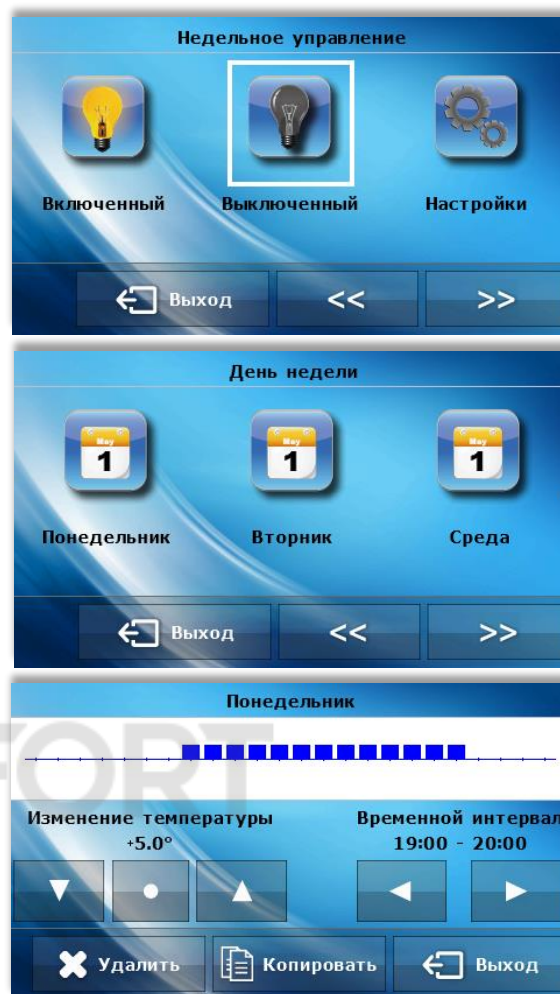 Недельное управление
Включенный Выключенный Настройки
Выход << >>
День недели
May May May
1 1 1
Понедельник Вторник Среда
Выход << >>
Понедельник
FORT
Изменение температуры Временной интервал
+5.0° 19:00 - 20:00
Удалить Копировать Выход